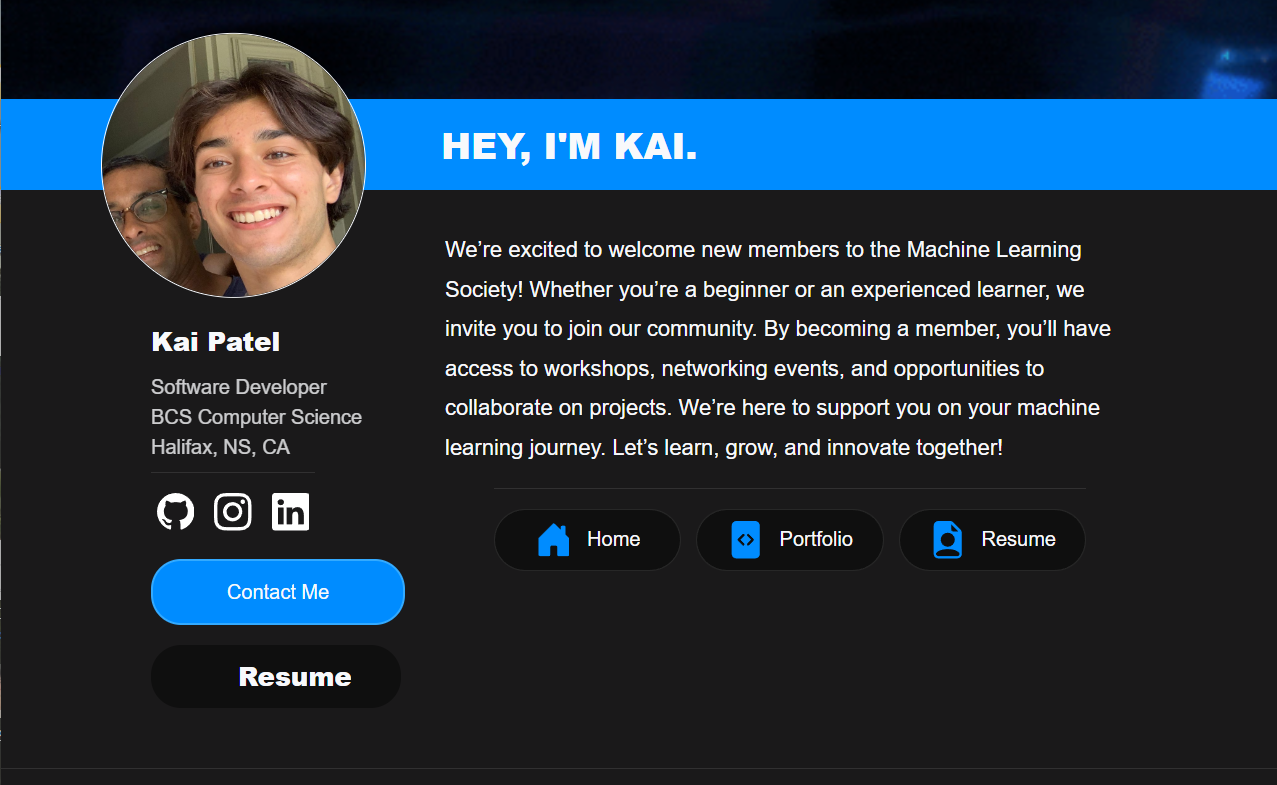 HEY, I'M KAI.
We’re excited to welcome new members to the Machine Learning
Society! Whether you’re a beginner or an experienced learner, we
invite you to join our community. By becoming a member, you’ll have
access to workshops, networking events, and opportunities to
collaborate on projects. We’re here to support you on your machine
learning journey. Let’s learn, grow, and innovate together!
Home
Portfolio
Resume
Kai Patel
Software Developer
BCS Computer Science
Halifax, NS, CA
in
Contact Me
Resume